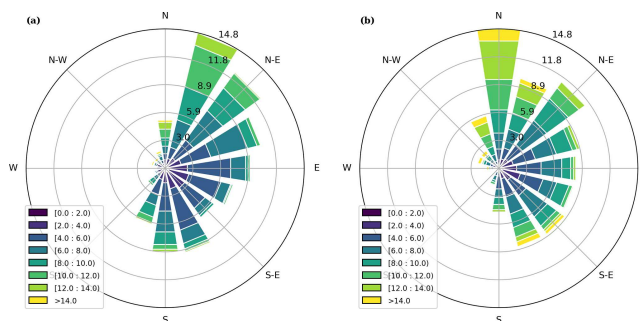 (a)
N
14.8
11.8
8.9
5.9
3.0
N-W
N-E
W
E
S-E
S
[0.0 : 2.0)
[2.0 : 4.0)
[4.0 : 6.0)
[6.0 : 8.0)
[8.0 : 10.0)
[10.0 : 12.0)
[12.0 : 14.0)
>14.0
(b)
N
14.8
11.8
8.9
5.9
3.0
N-W
N-E
W
E
S-E
S
[0.0 : 2.0)
[2.0 : 4.0)
[4.0 : 6.0)
[6.0 : 8.0)
[8.0 : 10.0)
[10.0 : 12.0)
[12.0 : 14.0)
>14.0